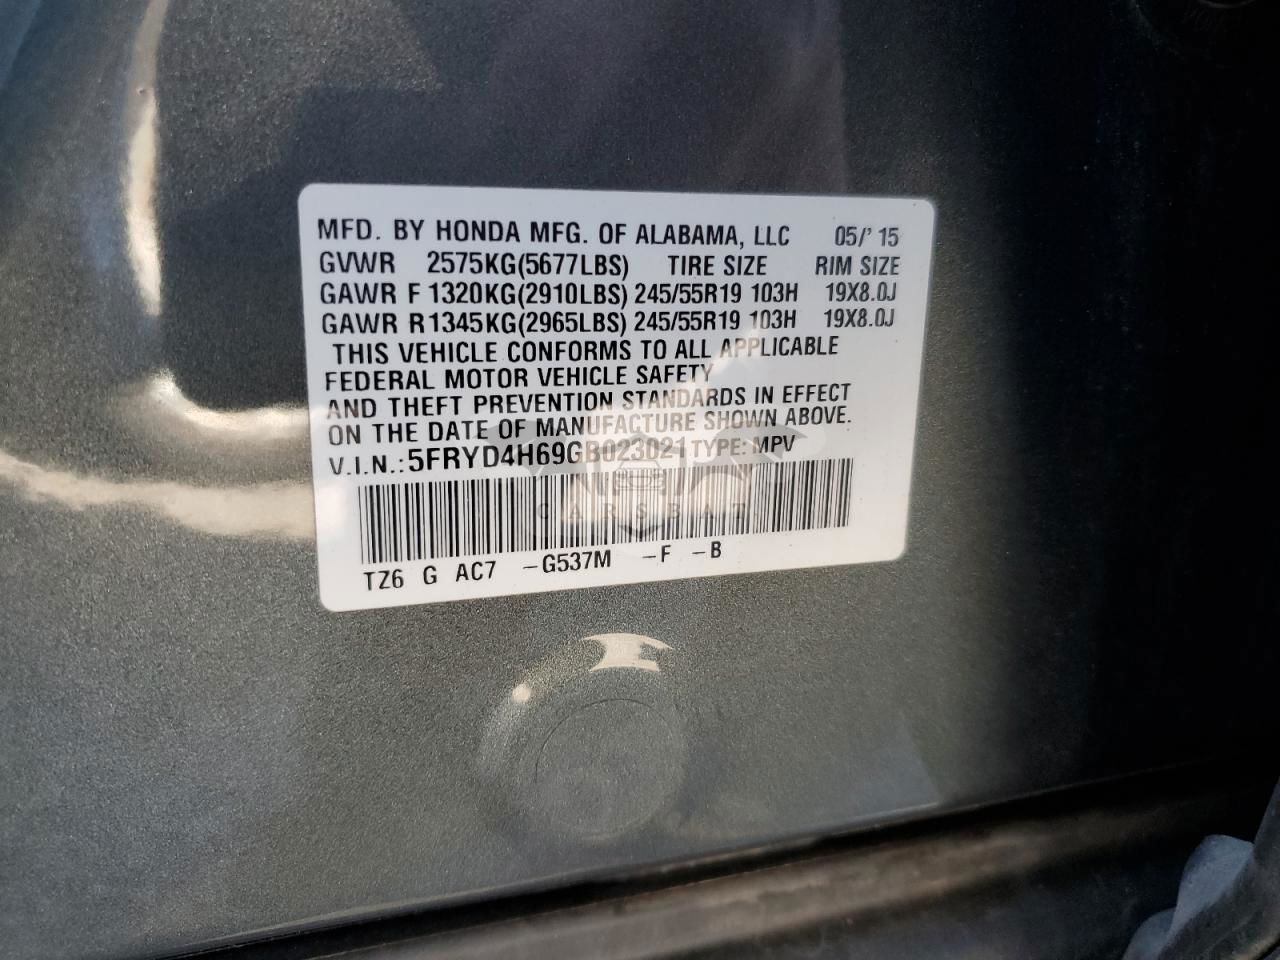 MFD. BY HONDA MFG. OF ALABAMA, LLC 05/'15
GVWR 2575KG(5677LBS) TIRE SIZE RIM SIZE
GAWR F 1320KG(2910LBS) 245/55R19 103H 19X8.0J
GAWR R 1345KG(2965LBS) 245/55R19 103H 19X8.0J
THIS VEHICLE CONFORMS TO ALL APPLICABLE
FEDERAL MOTOR VEHICLE SAFETY
AND THEFT PREVENTION STANDARDS IN EFFECT
ON THE DATE OF MANUFACTURE SHOWN ABOVE.
V.I.N.: 5FRYD4H69GB023021 TYPE: MPV
CARSBAT
TZ6 G AC7 -G537M -F -B